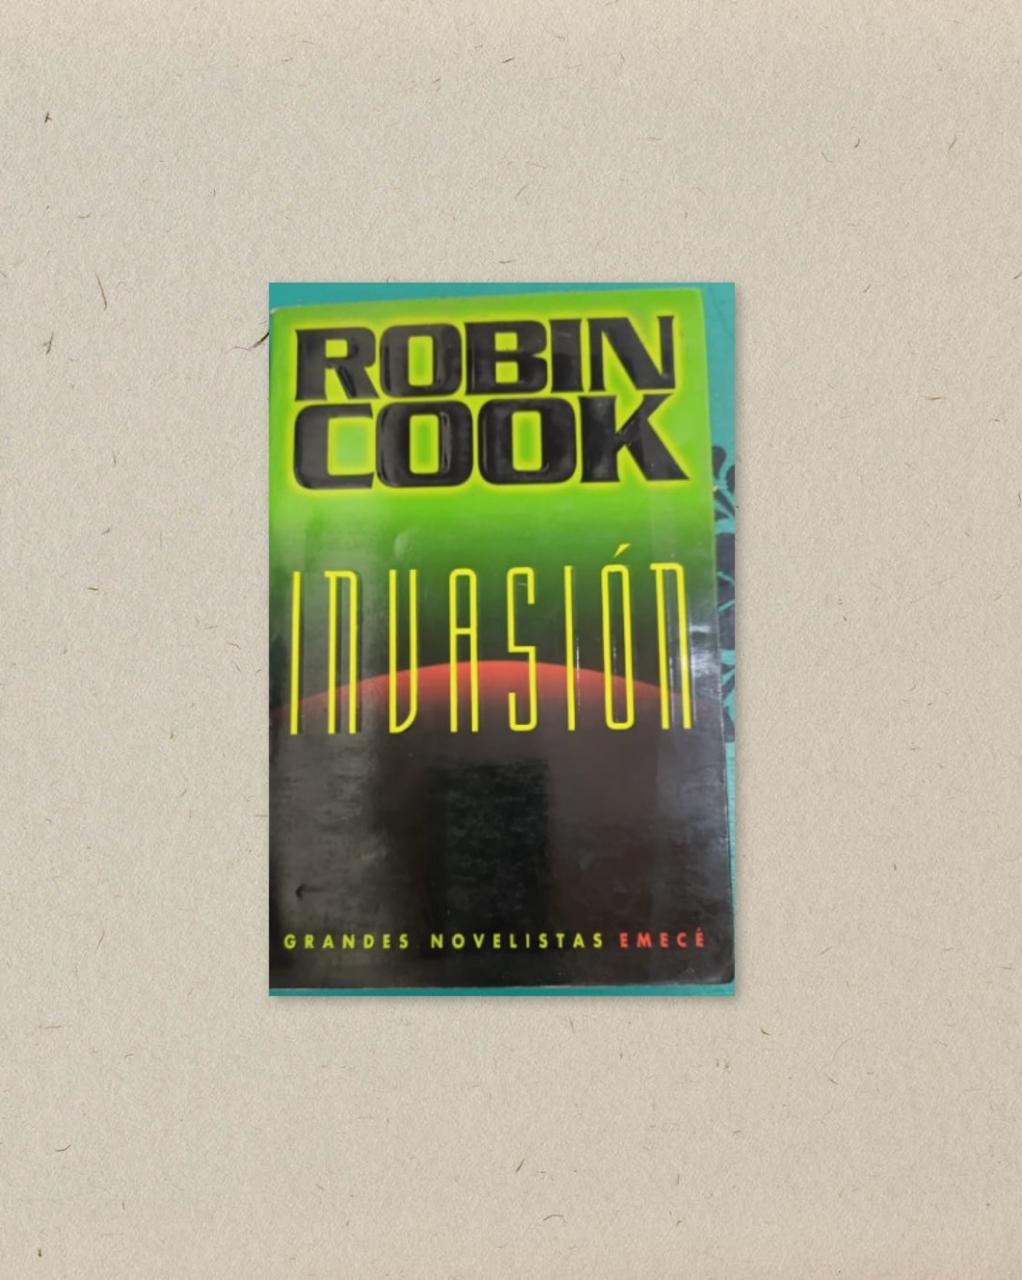 ROBIN
COOK
INVASIÓN
GRANDES NOVELISTAS EMECÉ